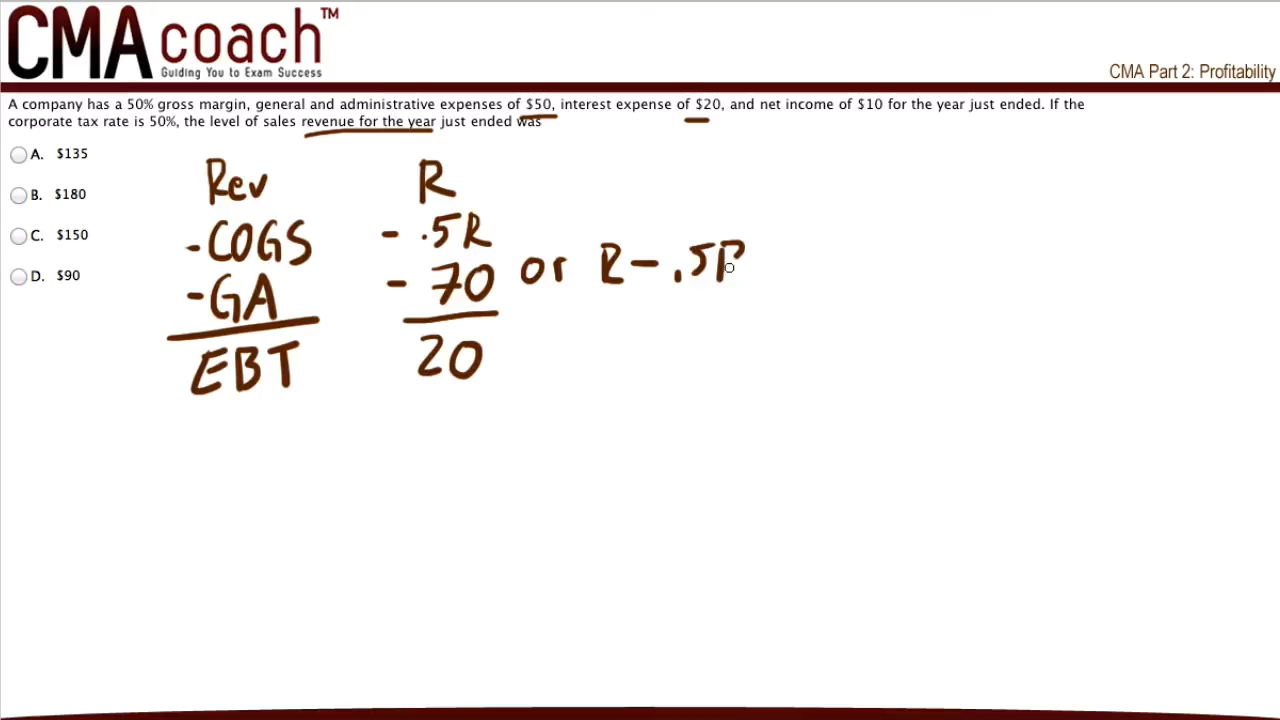 CMA coach™
Guiding You to Exam Success
CMA Part 2: Profitability
A company has a 50% gross margin, general and administrative expenses of $50, interest expense of $20, and net income of $10 for the year just ended. If the
corporate tax rate is 50%, the level of sales revenue for the year just ended was
A. $135
B. $180
C. $150
D. $90
Rev
-COGS
-GA
EBT
R
- .5R
- 70
20
or R - .5R